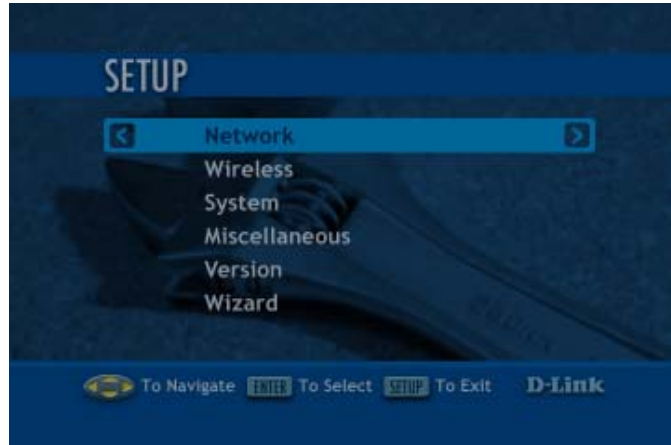 SETUP
Network
Wireless
System
Miscellaneous
Version
Wizard
To Navigate ENTER To Select SETUP To Exit D-Link